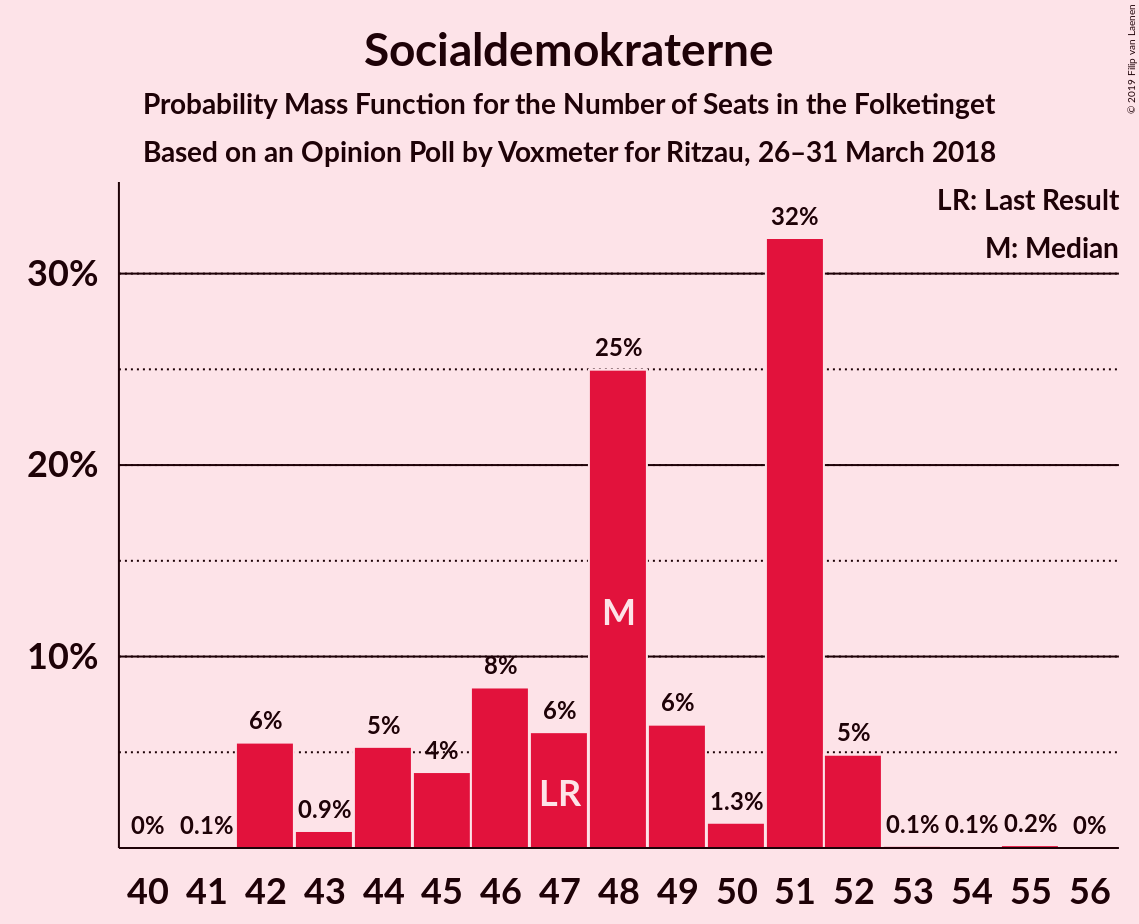 Socialdemokraterne
Probability Mass Function for the Number of Seats in the Folketinget
Based on an Opinion Poll by Voxmeter for Ritzau, 26–31 March 2018
© 2019 Filip van Laenen
LR: Last Result
M: Median
32%
30%
25%
20%
M
10%
8%
6%
6%
6%
5%
5%
4%
LR
0.9%
1.3%
0%
0.1%
0.1%
0.1%
0.2%
0%
40 41 42 43 44 45 46 47 48 49 50 51 52 53 54 55 56